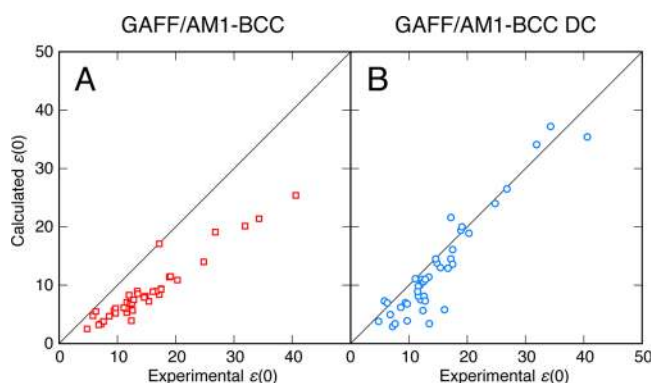 GAFF/AM1-BCC
GAFF/AM1-BCC DC
A
B
50
40
30
20
10
0
Calculated ε(0)
0 10 20 30 40 50
10 20 30 40 50
Experimental ε(0)
Experimental ε(0)